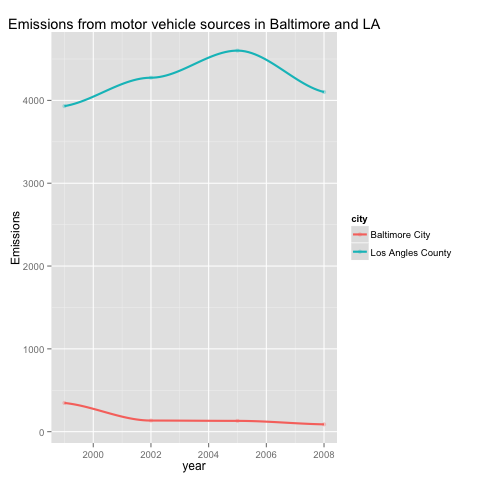 Emissions from motor vehicle sources in Baltimore and LA
Emissions
4000
3000
2000
1000
0
2000 2002 2004 2006 2008
year
city
Baltimore City
Los Angles County